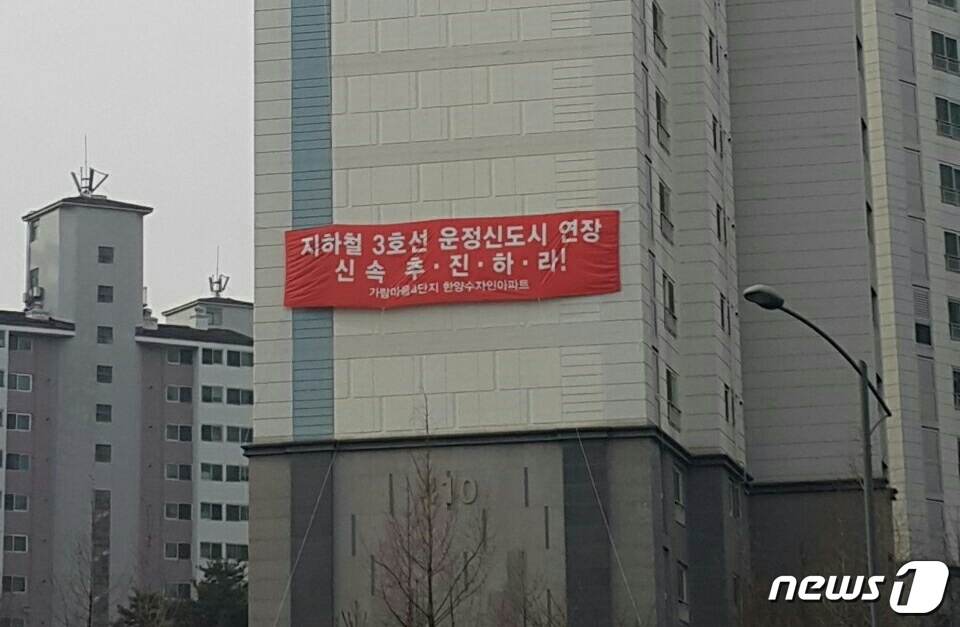 지하철 3호선 운정신도시 연장
신 속 추·진·하·라!
가람마을4단지 한양수자인아파트
10
news1